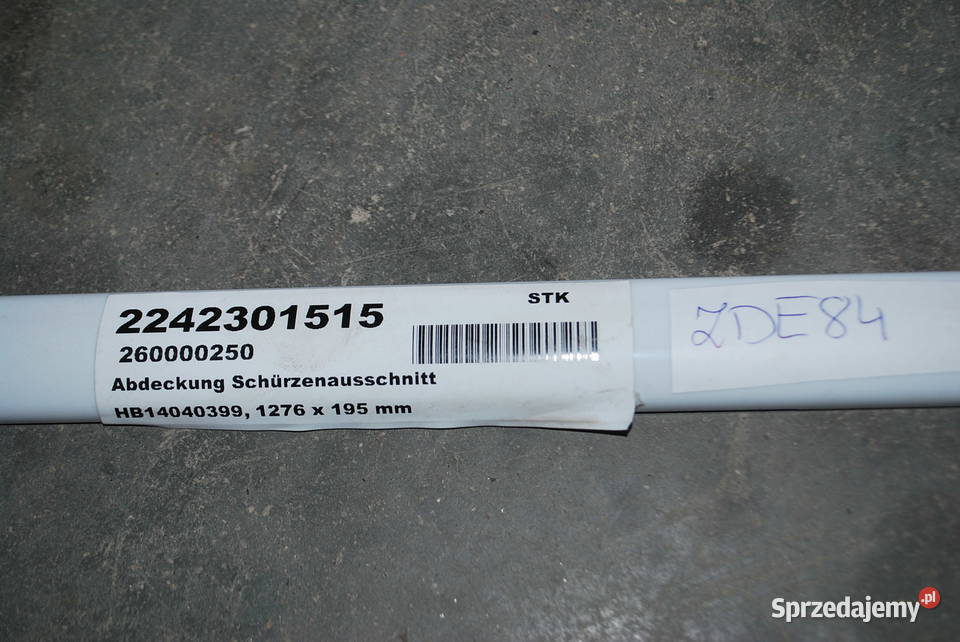 2242301515
STK
260000250
Abdeckung Schürzenausschnitt
HB14040399, 1276 x 195 mm
ZDE84
Sprzedajemy.pl